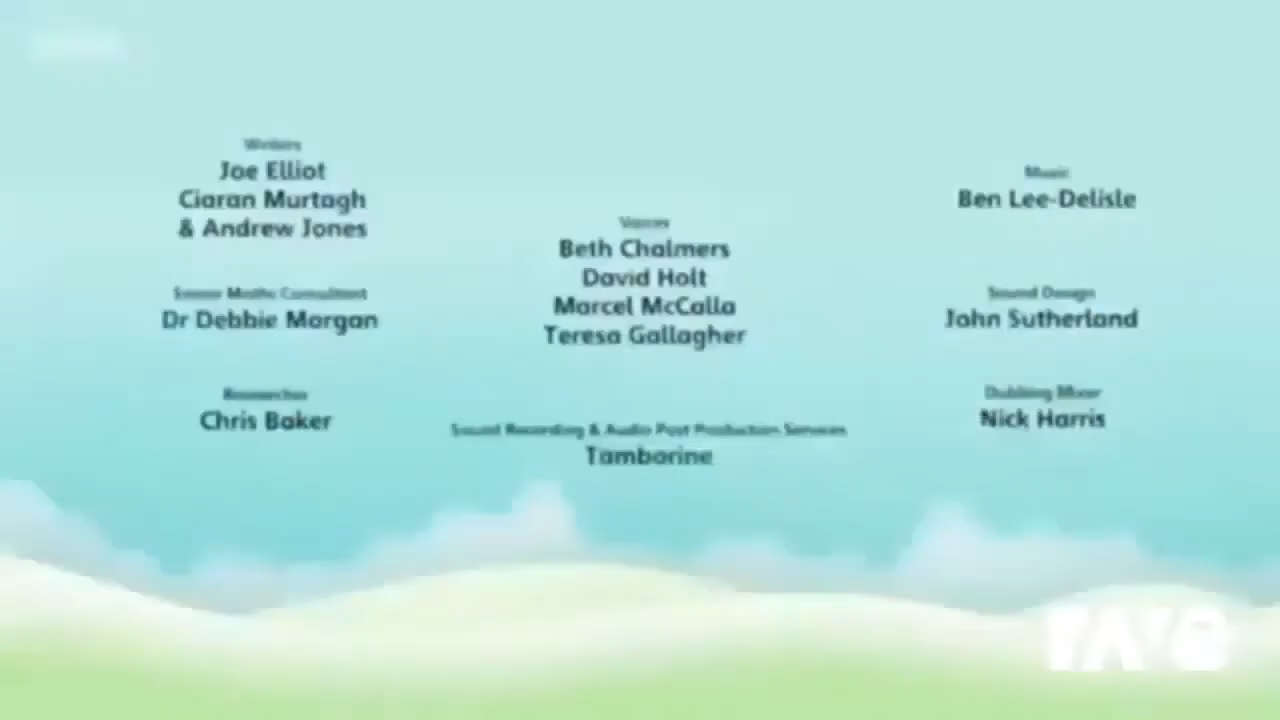 Writers
Joe Elliot
Ciaran Murtagh
& Andrew Jones
Senior Maths Consultant
Dr Debbie Morgan
Researcher
Chris Baker
Voices
Beth Chalmers
David Holt
Marcel McCalla
Teresa Gallagher
Sound Recording & Audio Post Production Services
Tamborine
Music
Ben Lee-Delisle
Sound Design
John Sutherland
Dubbing Mixer
Nick Harris